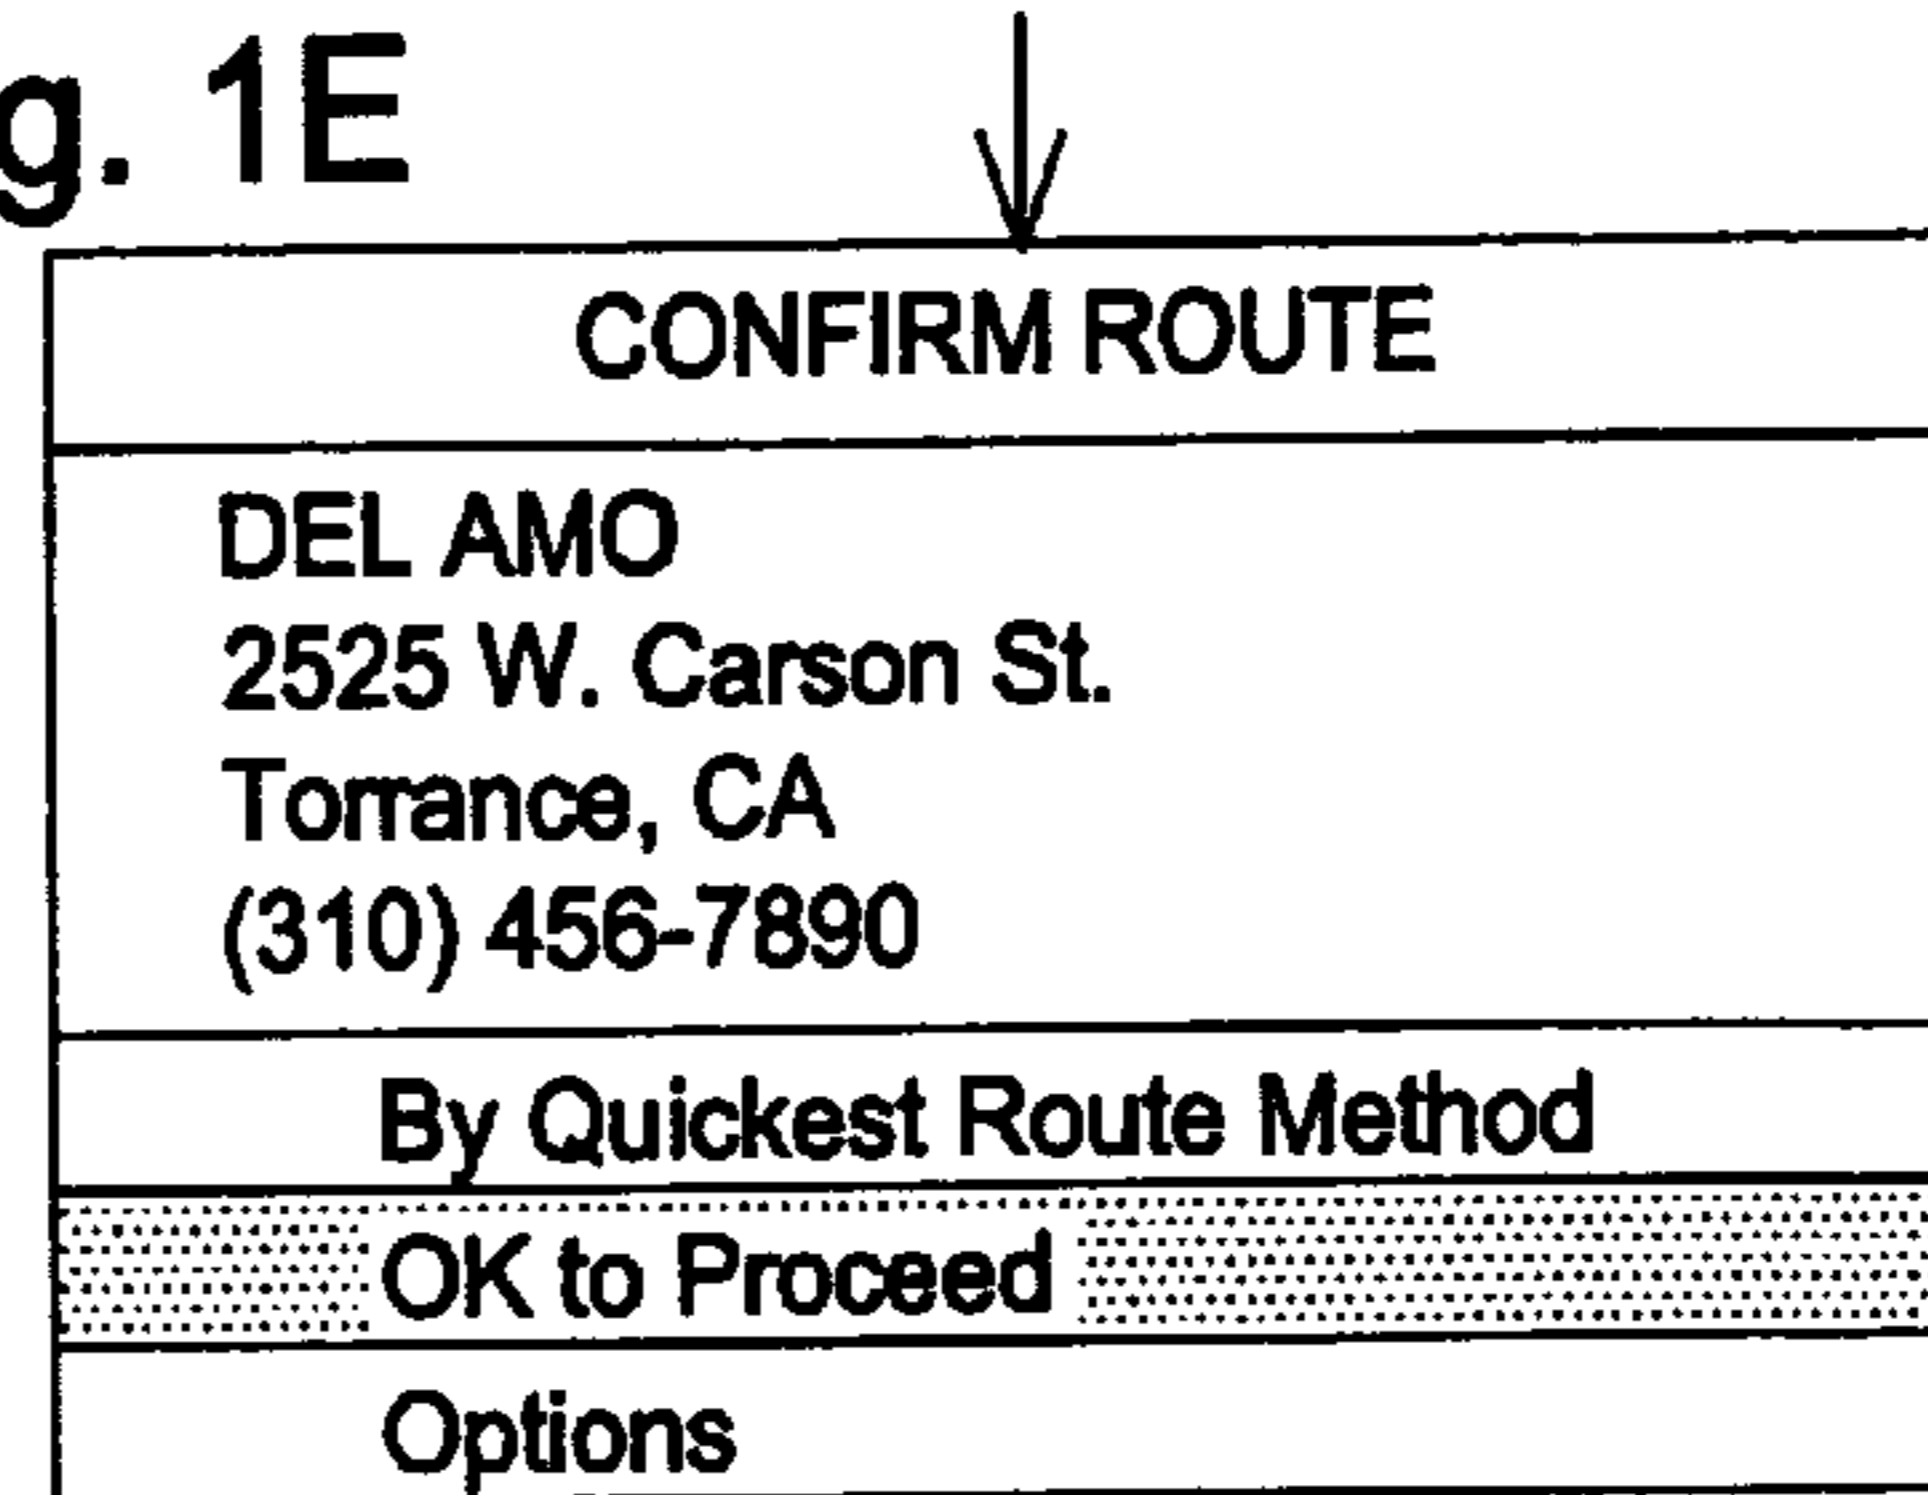 g. 1E
CONFIRM ROUTE
DEL AMO
2525 W. Carson St.
Torrance, CA
(310) 456-7890
By Quickest Route Method
OK to Proceed
Options